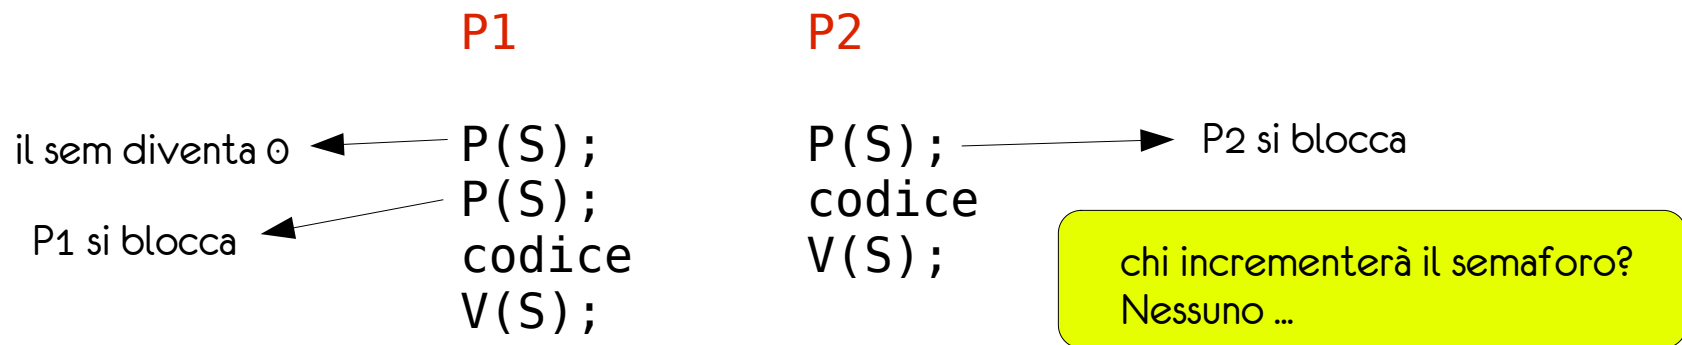 P1 P2
il sem diventa 0 P(S); P(S); P2 si blocca
P(S); codice
P1 si blocca codice V(S); chi incrementerà il semaforo?
V(S); Nessuno ...